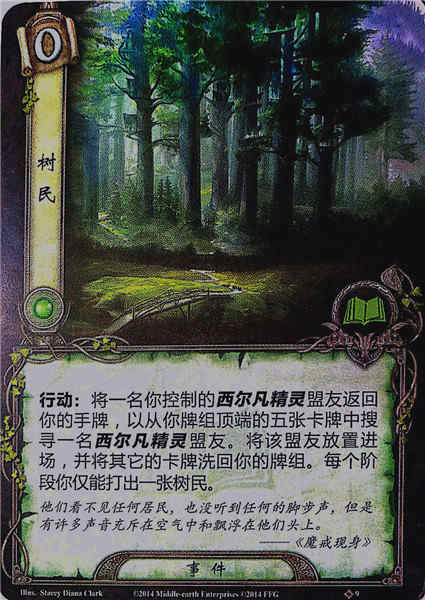 0
树民
行动：将一名你控制的西尔凡精灵盟友返回
你的手牌，以从你牌组顶端的五张卡牌中搜
寻一名西尔凡精灵盟友。将该盟友放置进
场，并将其它的卡牌洗回你的牌组。每个阶
段你仅能打出一张树民。
他们看不见任何居民，也没听到任何的脚步声，但是
有许多声音充斥在空气中和飘浮在他们头上。
——《魔戒现身》
事件
Illus. Stacey Diana Clark ©2014 Middle-earth Enterprises ©2014 FFG 9